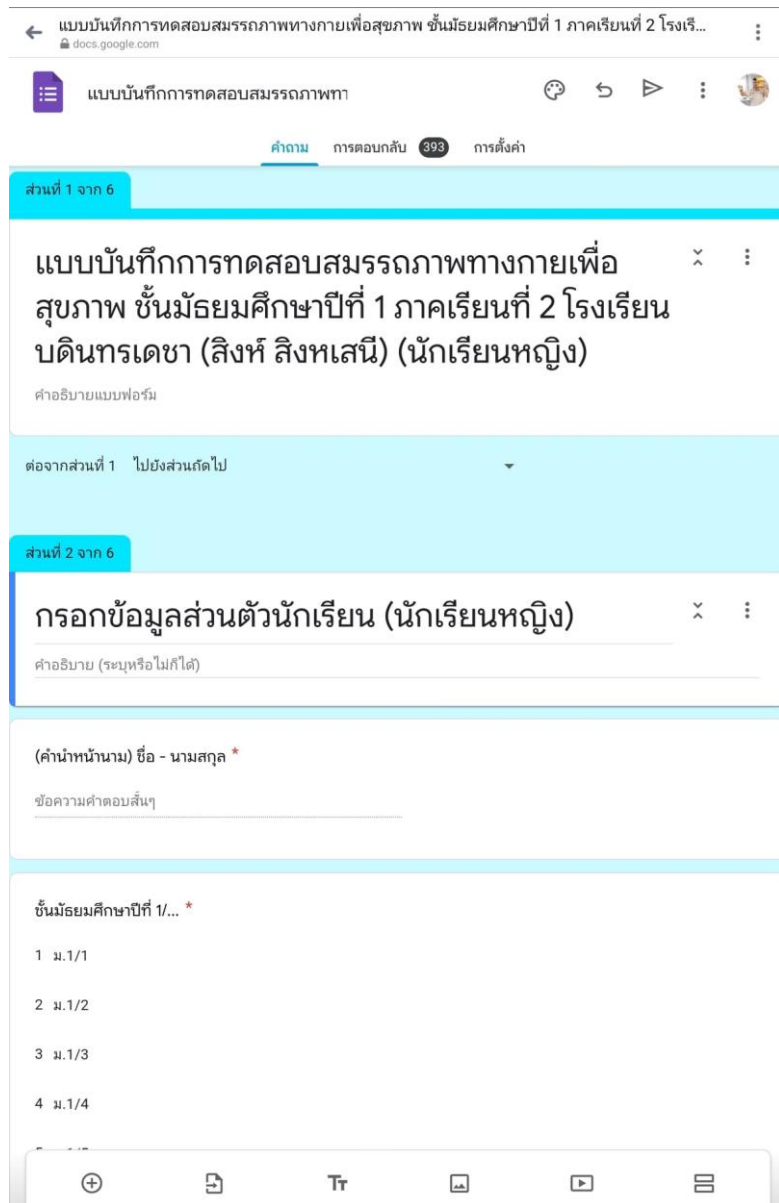 แบบบันทึกการทดสอบสมรรถภาพทางกายเพื่อสุขภาพ ชั้นมัธยมศึกษาปีที่ 1 ภาคเรียนที่ 2 โรงเรี...
docs.google.com
แบบบันทึกการทดสอบสมรรถภาพทา
คำถาม การตอบกลับ 393 การตั้งค่า
ส่วนที่ 1 จาก 6
แบบบันทึกการทดสอบสมรรถภาพทางกายเพื่อ
สุขภาพ ชั้นมัธยมศึกษาปีที่ 1 ภาคเรียนที่ 2 โรงเรียน
บดินทรเดชา (สิงห์ สิงหเสนี) (นักเรียนหญิง)
คำอธิบายแบบฟอร์ม
ต่อจากส่วนที่ 1 ไปยังส่วนถัดไป
ส่วนที่ 2 จาก 6
กรอกข้อมูลส่วนตัวนักเรียน (นักเรียนหญิง)
คำอธิบาย (ระบุหรือไม่ก็ได้)
(คำนำหน้านาม) ชื่อ - นามสกุล *
ข้อความคำตอบสั้นๆ
ชั้นมัธยมศึกษาปีที่ 1/... *
1 ม.1/1
2 ม.1/2
3 ม.1/3
4 ม.1/4
Tт